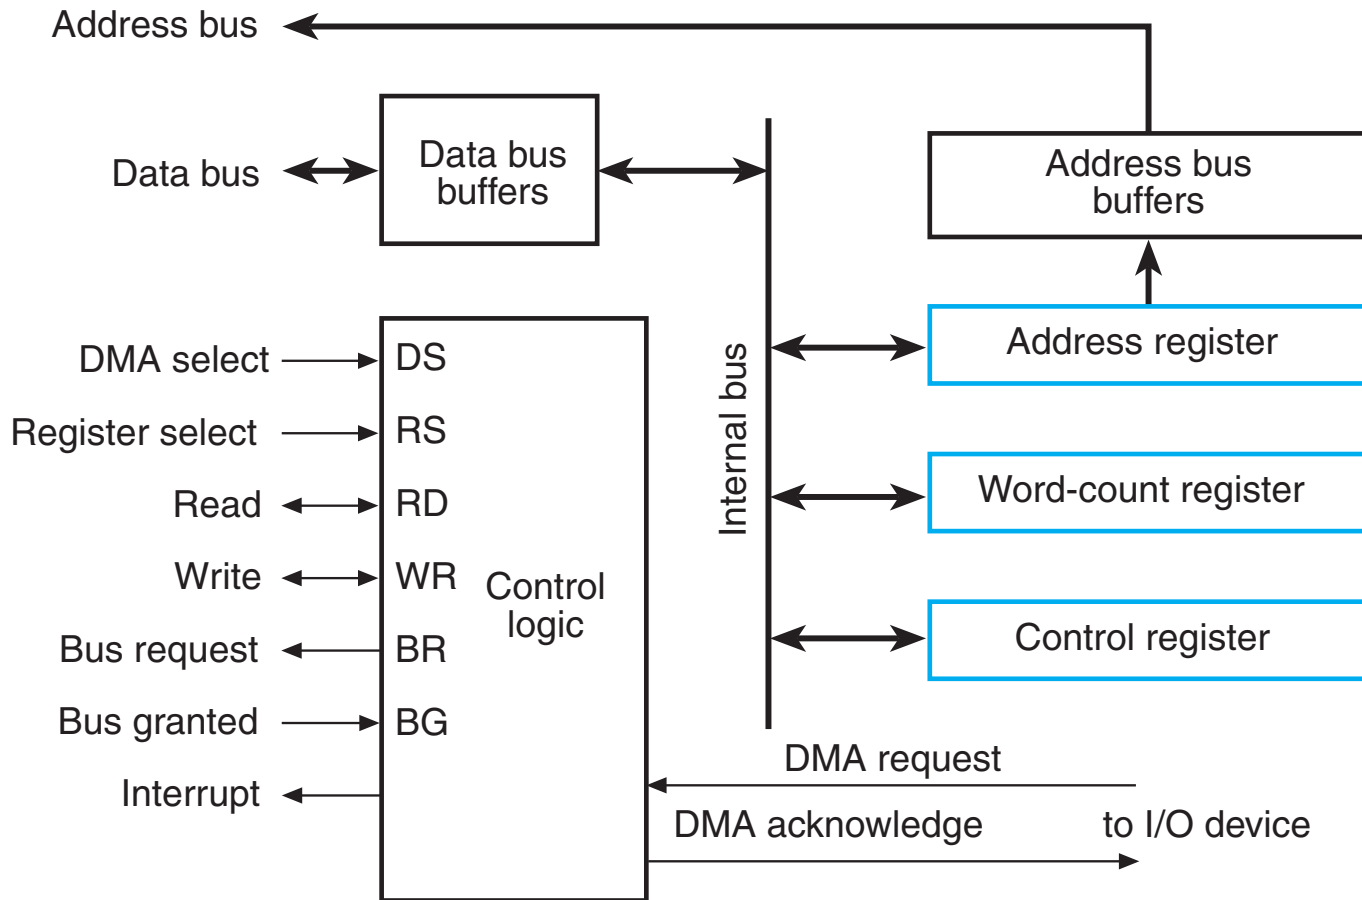 Address bus
Data bus
Data bus
buffers
Address bus
buffers
Internal bus
Address register
Word-count register
Control register
DMA select
DS
Register select
RS
Read
RD
Write
WR
Control
logic
Bus request
BR
Bus granted
BG
Interrupt
DMA request
DMA acknowledge
to I/O device